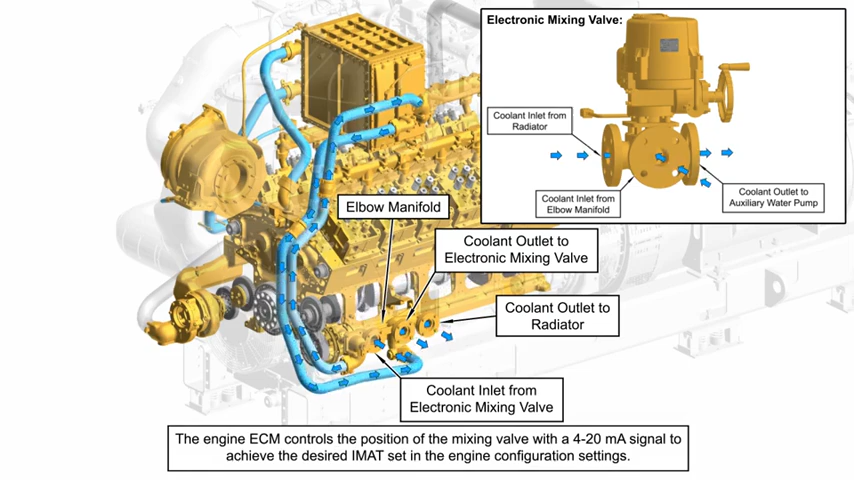 Electronic Mixing Valve:
Coolant Inlet from
Radiator
Coolant Inlet from
Elbow Manifold
Coolant Outlet to
Auxiliary Water Pump
Elbow Manifold
Coolant Outlet to
Electronic Mixing Valve
Coolant Outlet to
Radiator
Coolant Inlet from
Electronic Mixing Valve
The engine ECM controls the position of the mixing valve with a 4-20 mA signal to
achieve the desired IMAT set in the engine configuration settings.